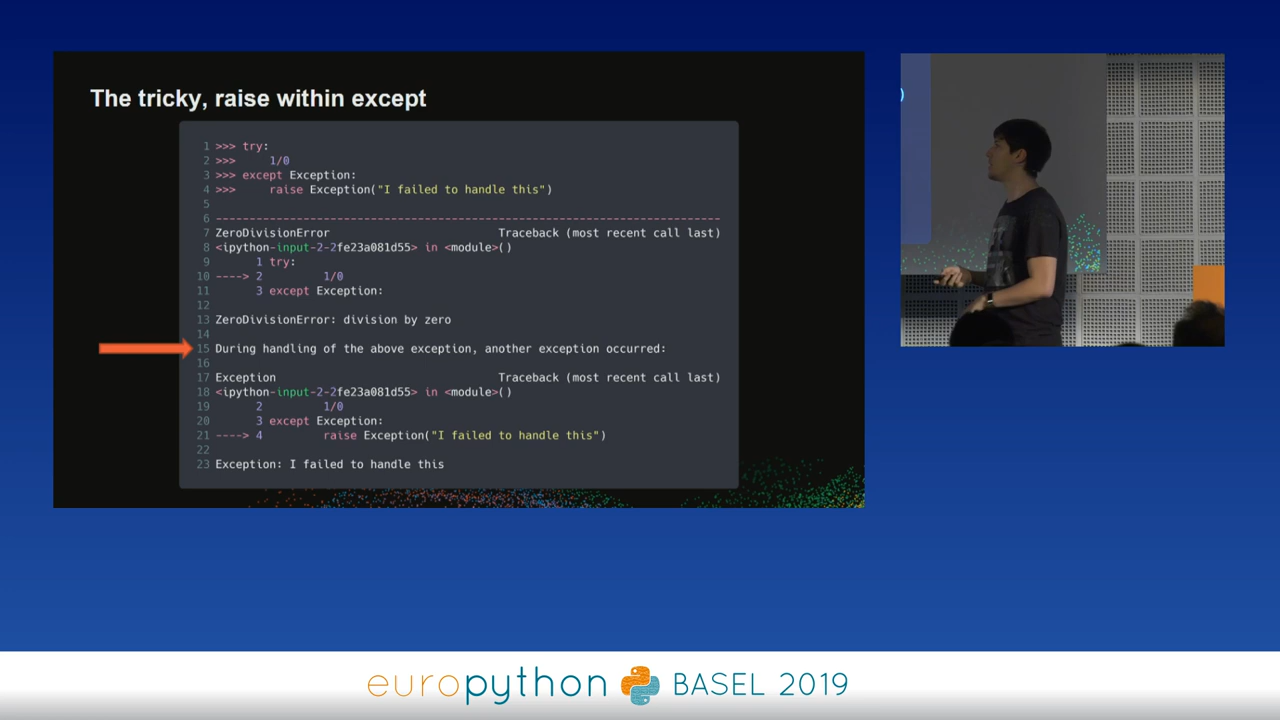 The tricky, raise within except
1 >>> try:
2 >>>     1/0
3 >>> except Exception:
4 >>>     raise Exception("I failed to handle this")
5
6 ---------------------------------------------------------------------------
7 ZeroDivisionError                         Traceback (most recent call last)
8 <ipython-input-2-2fe23a081d55> in <module>()
9       1 try:
10 ----> 2         1/0
11       3 except Exception:
12
13 ZeroDivisionError: division by zero
14
15 During handling of the above exception, another exception occurred:
16
17 Exception                                 Traceback (most recent call last)
18 <ipython-input-2-2fe23a081d55> in <module>()
19       2         1/0
20       3 except Exception:
21 ----> 4         raise Exception("I failed to handle this")
22
23 Exception: I failed to handle this
)
europython BASEL 2019